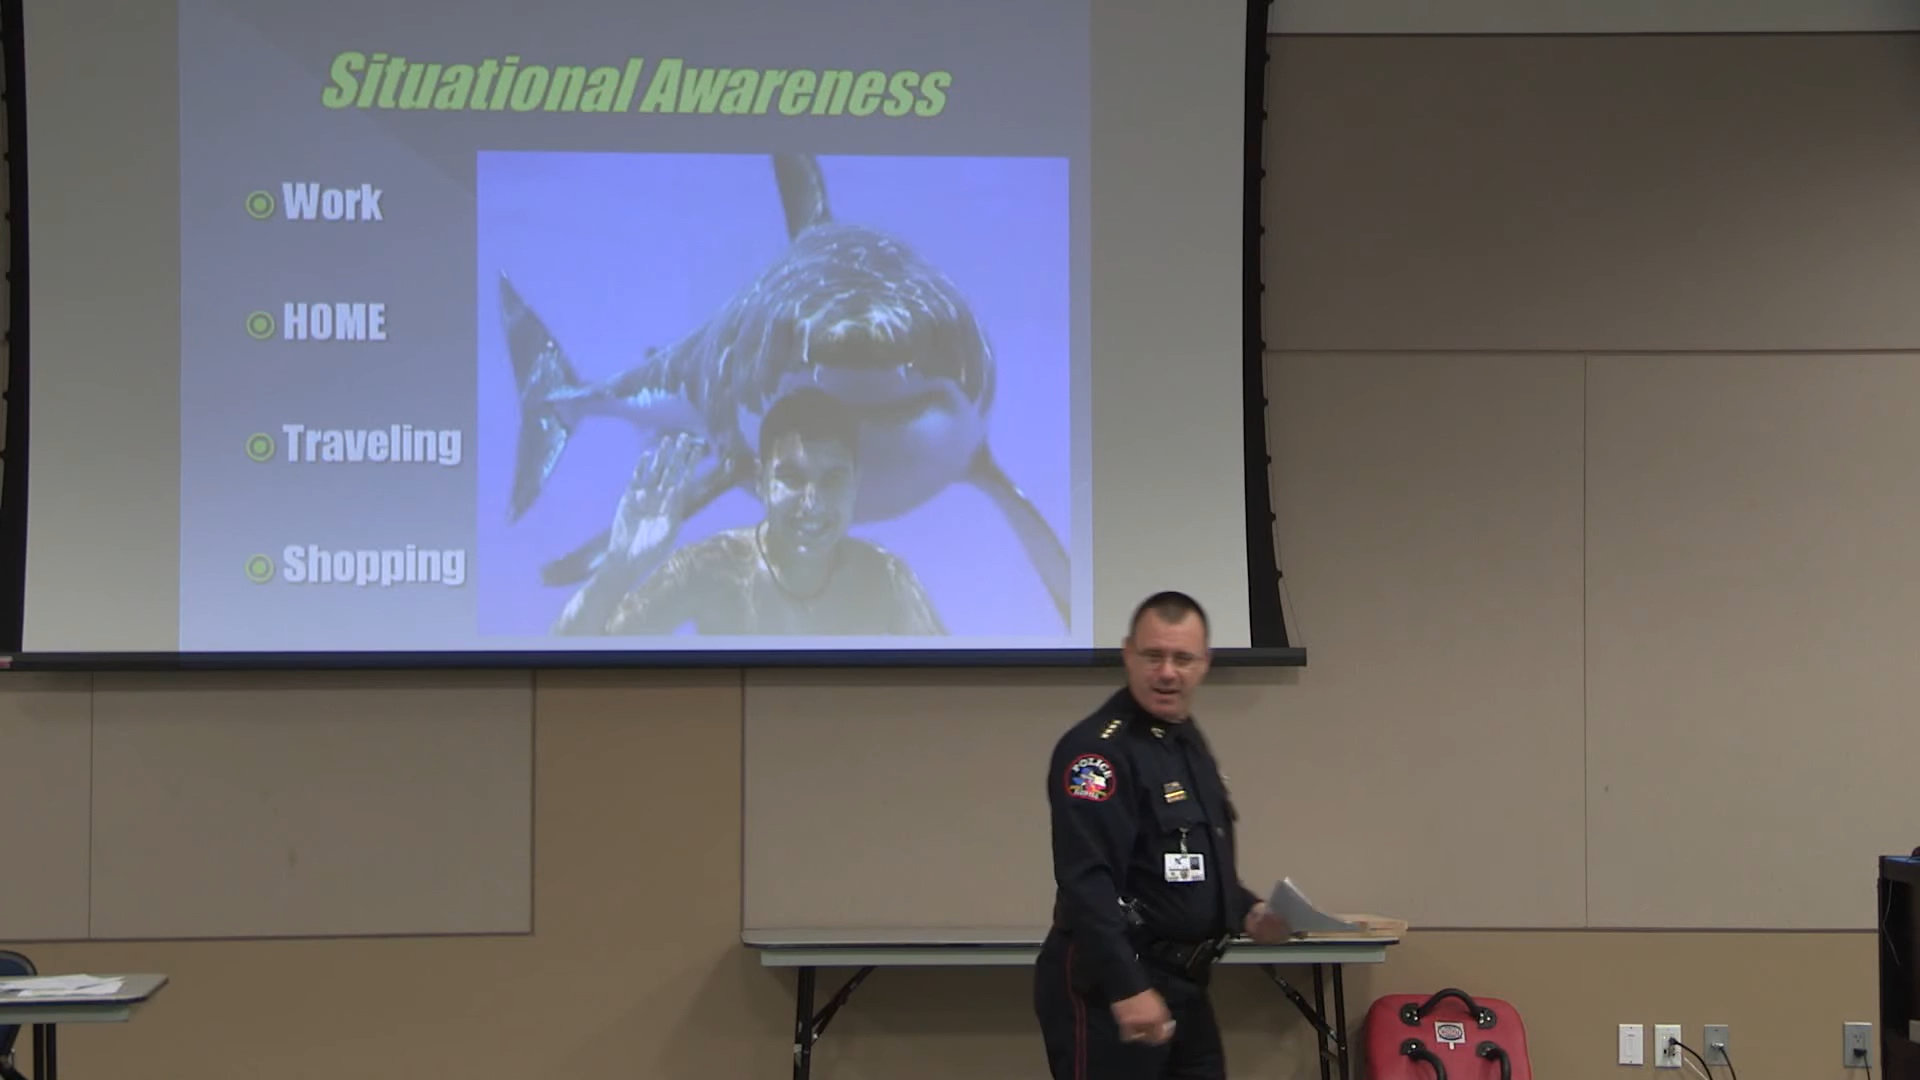 Situational Awareness
Work
HOME
Traveling
Shopping
POLICE